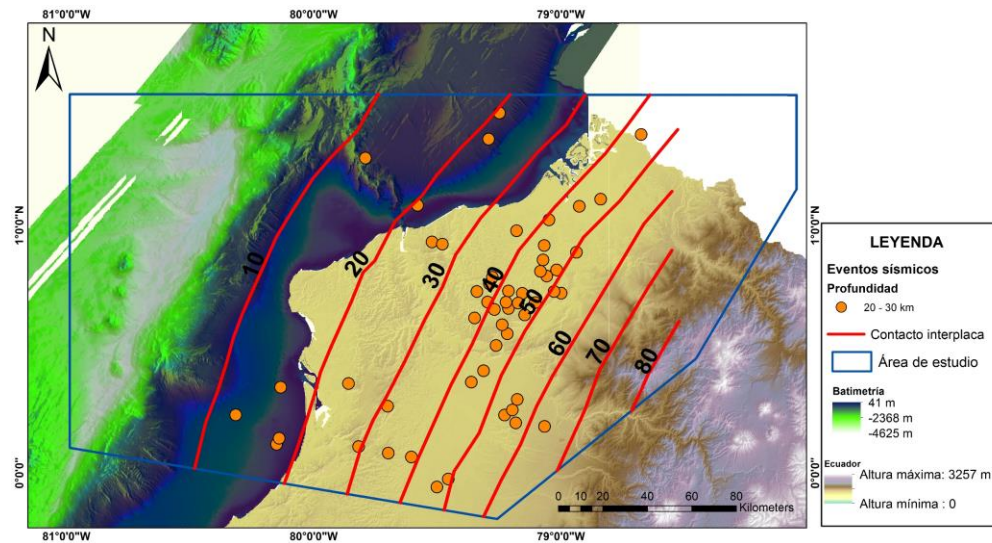 81°0'0"W 80°0'0"W 79°0'0"W
N
1°0'0"N 1°0'0"N
0°0'0"N 0°0'0"N
10
20
30
40
50
60
70
80
0 5 10 20 40 60 80
Kilometers
80°0'0"W 79°0'0"W
LEYENDA
Eventos sísmicos
Profundidad
20 - 30 km
Contacto interplaca
Área de estudio
Batimetría
41 m
-2368 m
-4625 m
Ecuador
Altura máxima: 3257 m
Altura mínima : 0